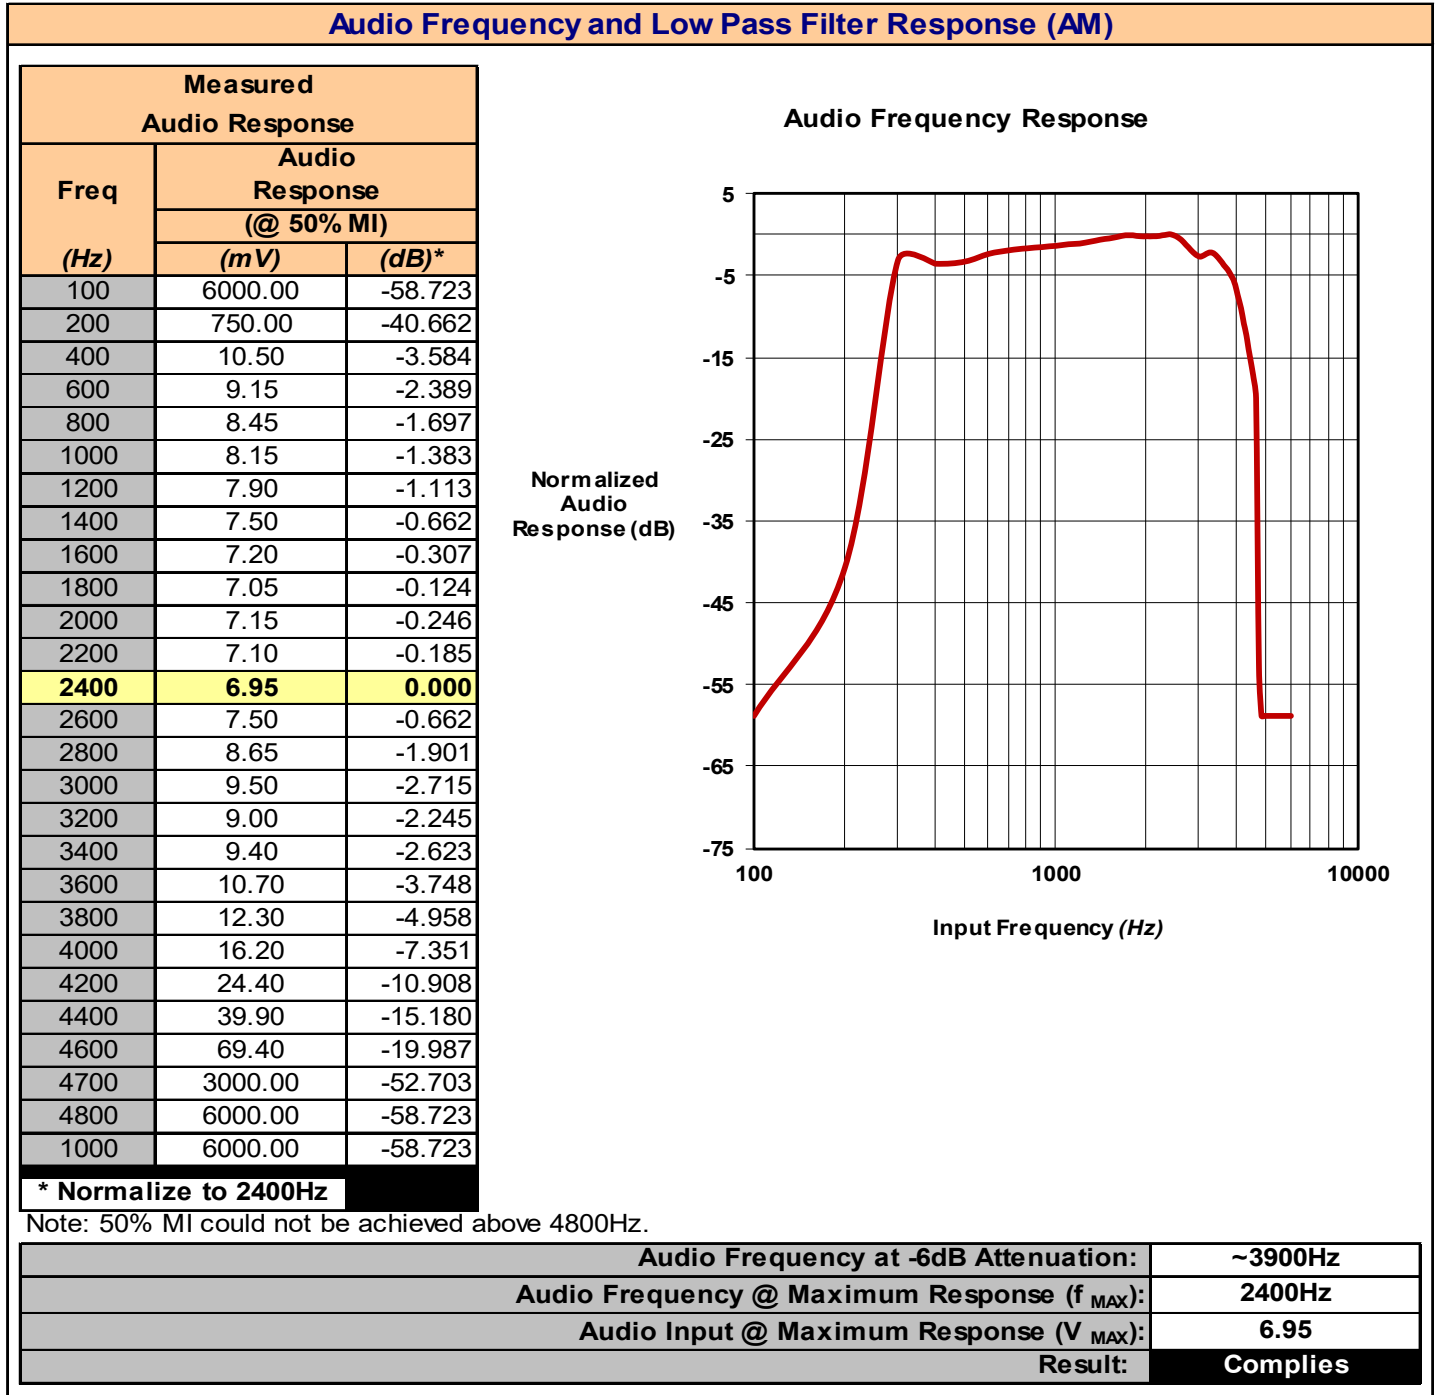 Audio Frequency and Low Pass Filter Response (AM)
Measured
Audio Response
Freq
(Hz)
Audio
Response
(@ 50% MI)
(mV) (dB)*
100 6000.00 -58.723
200 750.00 -40.662
400 10.50 -3.584
600 9.15 -2.389
800 8.45 -1.697
1000 8.15 -1.383
1200 7.90 -1.113
1400 7.50 -0.662
1600 7.20 -0.307
1800 7.05 -0.124
2000 7.15 -0.246
2200 7.10 -0.185
2400 6.95 0.000
2600 7.50 -0.662
2800 8.65 -1.901
3000 9.50 -2.715
3200 9.00 -2.245
3400 9.40 -2.623
3600 10.70 -3.748
3800 12.30 -4.958
4000 16.20 -7.351
4200 24.40 -10.908
4400 39.90 -15.180
4600 69.40 -19.987
4700 3000.00 -52.703
4800 6000.00 -58.723
1000 6000.00 -58.723
* Normalize to 2400Hz
Audio Frequency Response
Normalized
Audio
Response (dB)
5
-5
-15
-25
-35
-45
-55
-65
-75
100 1000 10000
Input Frequency (Hz)
Note: 50% MI could not be achieved above 4800Hz.
Audio Frequency at -6dB Attenuation: ~3900Hz
Audio Frequency @ Maximum Response (f MAX): 2400Hz
Audio Input @ Maximum Response (V MAX): 6.95
Result: Complies